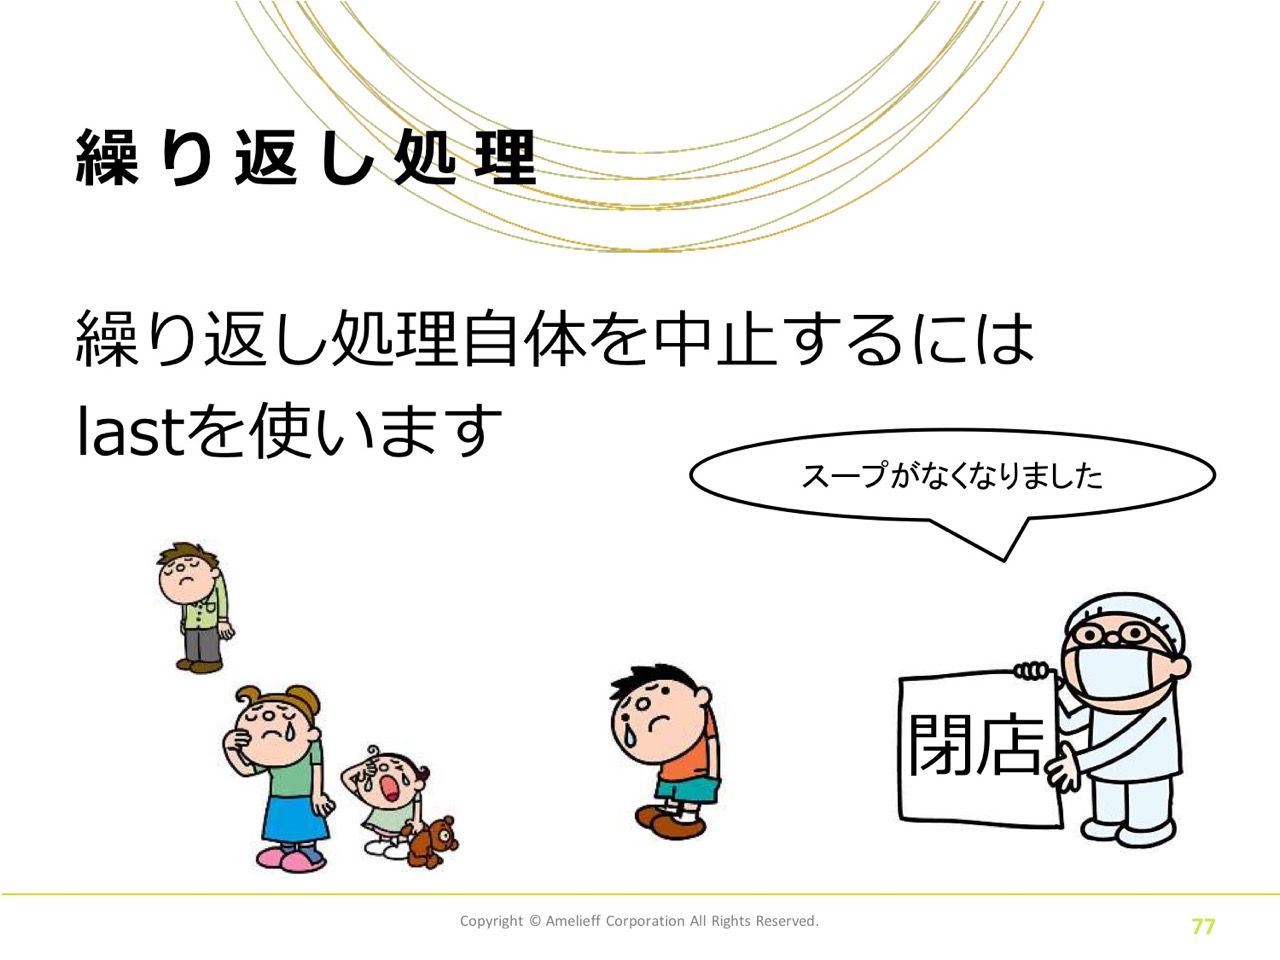 繰り返し処理
繰り返し処理自体を中止するには
lastを使います
スープがなくなりました
閉店
Copyright © Amelieff Corporation All Rights Reserved.
77